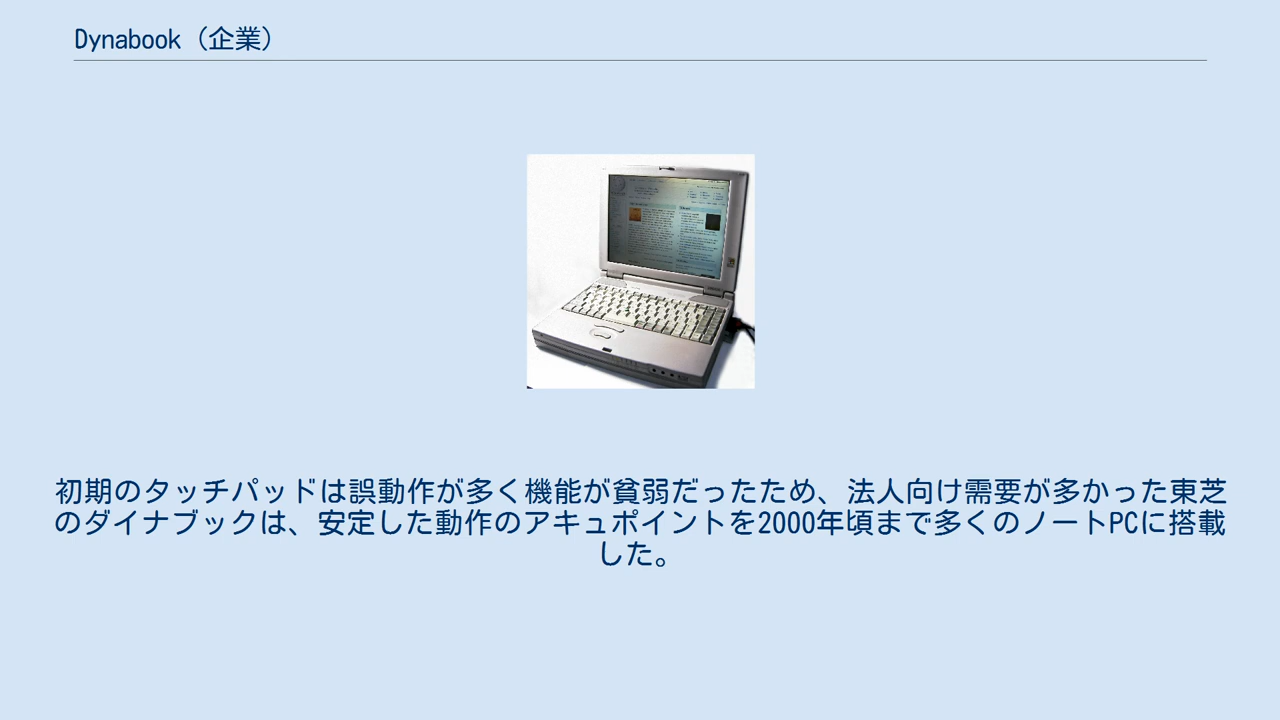 Dynabook（企業）
初期のタッチパッドは誤動作が多く機能が貧弱だったため、法人向け需要が多かった東芝
のダイナブックは、安定した動作のアキュポイントを2000年頃まで多くのノートPCに搭載
した。